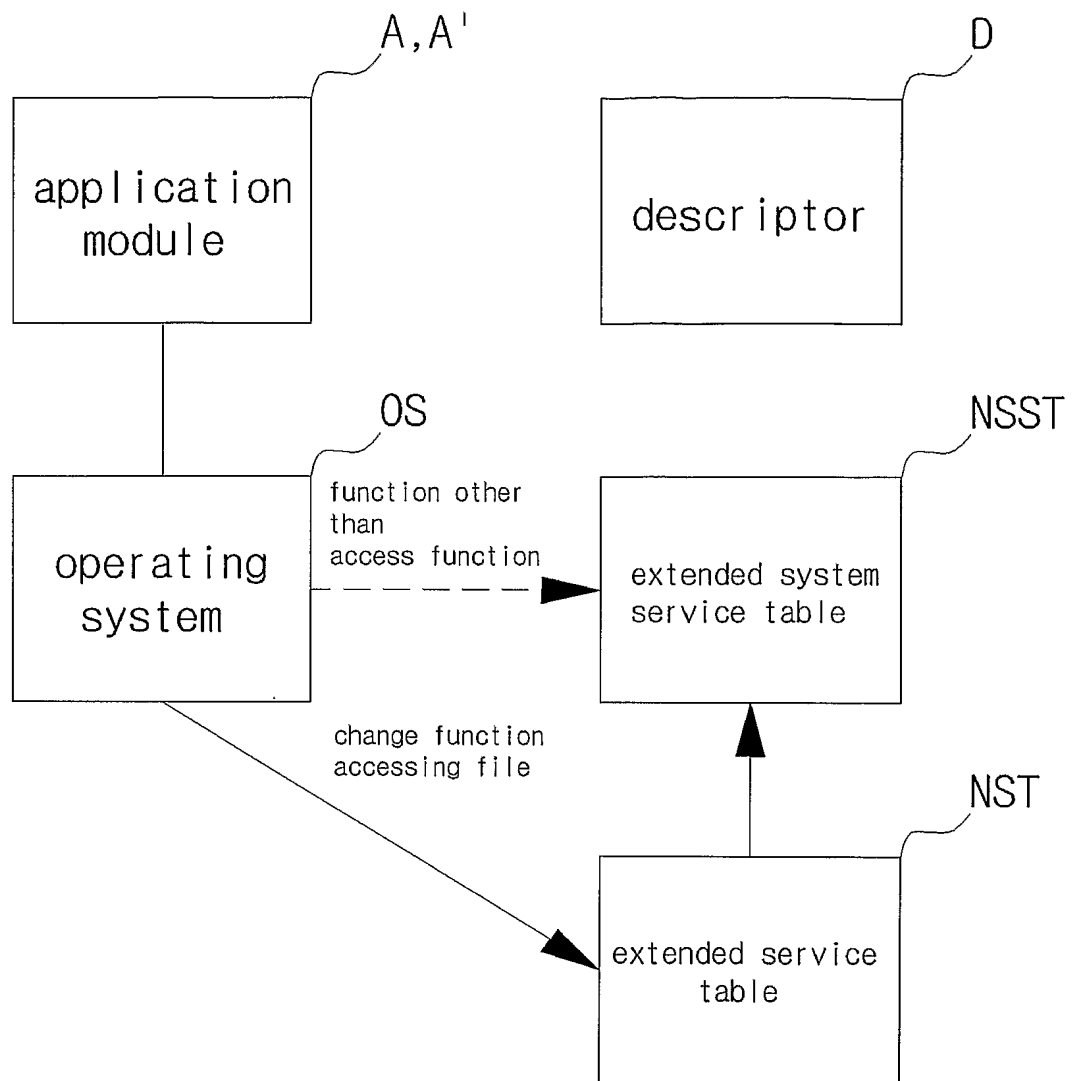 A,A'
D
application
module
descriptor
OS
NSST
function other
than
access function
operating
system
extended system
service table
change function
accessing file
NST
extended service
table